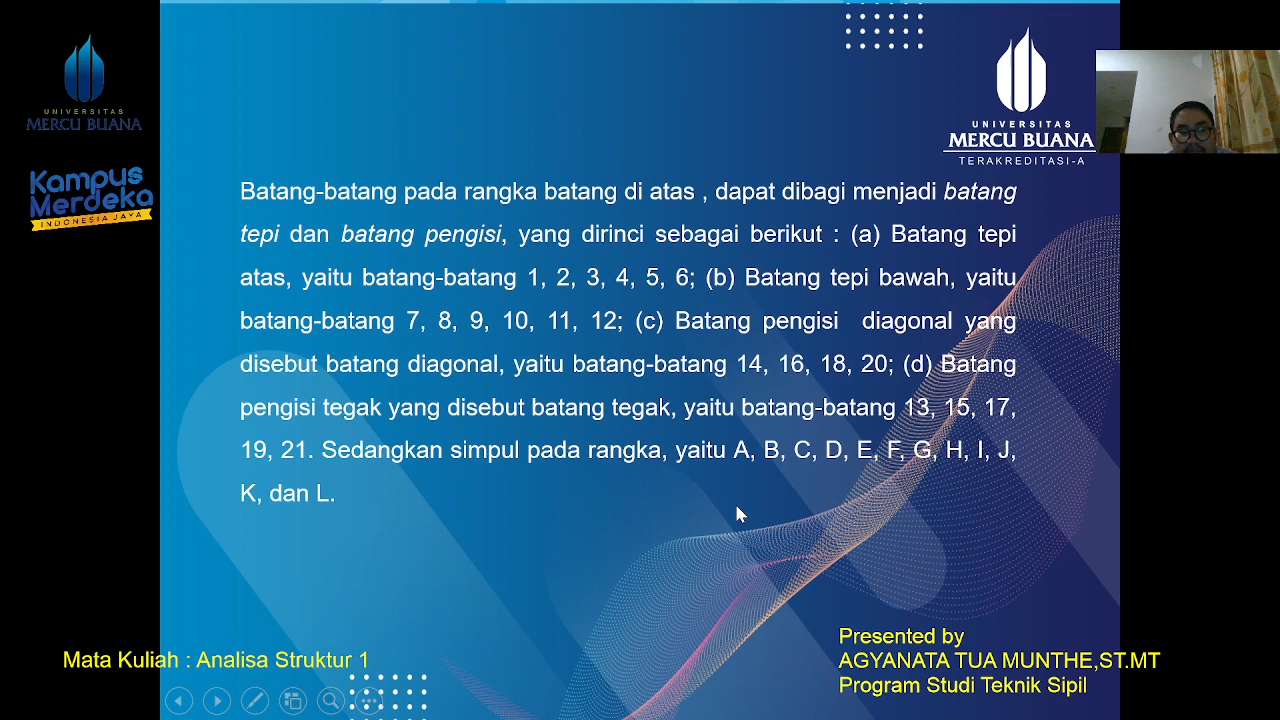 UNIVERSITAS
MERCU BUANA
Kampus
Merdeka
INDONESIA JAYA
UNIVERSITAS
MERCU BUANA
TERAKREDITASI-A
Batang-batang pada rangka batang di atas , dapat dibagi menjadi batang
tepi dan batang pengisi, yang dirinci sebagai berikut : (a) Batang tepi
atas, yaitu batang-batang 1, 2, 3, 4, 5, 6; (b) Batang tepi bawah, yaitu
batang-batang 7, 8, 9, 10, 11, 12; (c) Batang pengisi diagonal yang
disebut batang diagonal, yaitu batang-batang 14, 16, 18, 20; (d) Batang
pengisi tegak yang disebut batang tegak, yaitu batang-batang 13, 15, 17,
19, 21. Sedangkan simpul pada rangka, yaitu A, B, C, D, E, F, G, H, I, J,
K, dan L.
Mata Kuliah : Analisa Struktur 1
Presented by
AGYANATA TUA MUNTHE,ST.MT
Program Studi Teknik Sipil